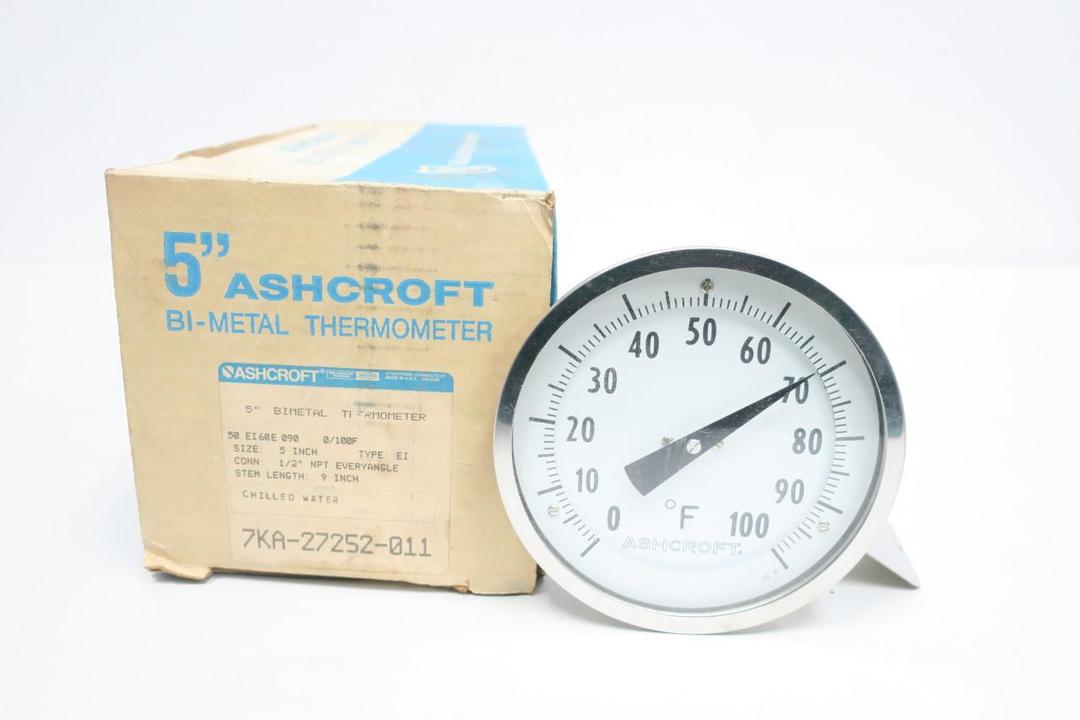 5" ASHCROFT
BI-METAL THERMOMETER
ASHCROFT®
5" BIMETAL THERMOMETER
50 EI60E 090 0/100F
SIZE: 5 INCH TYPE: EI
CONN: 1/2" NPT EVERYANGLE
STEM LENGTH: 9 INCH
CHILLED WATER
7KA-27252-011
0
10
20
30
40
50
60
70
80
90
100
°F
ASHCROFT®